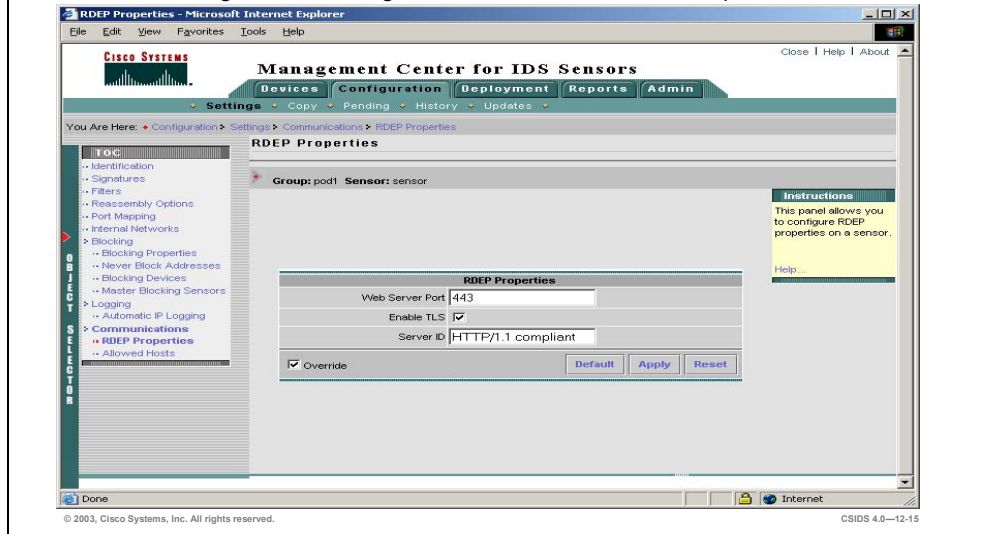 RDEP Properties - Microsoft Internet Explorer
File Edit View Favorites Tools Help
CISCO SYSTEMS
Close | Help | About
Management Center for IDS Sensors
Devices Configuration Deployment Reports Admin
Settings Copy Pending History Updates
You Are Here: Configuration > Settings > Communications > RDEP Properties
TOC
Identification
Signatures
Filters
Reassembly Options
Port Mapping
Internal Networks
Blocking
Blocking Properties
Never Block Addresses
Blocking Devices
Master Blocking Sensors
Logging
Automatic IP Logging
Communications
RDEP Properties
Allowed Hosts
OBJECT SELECTOR
RDEP Properties
Group: pod1 Sensor: sensor
RDEP Properties
Web Server Port 443
Enable TLS
Server ID HTTP/1.1 compliant
Override Default Apply Reset
Instructions
This panel allows you
to configure RDEP
properties on a sensor.
Help...
Done Internet
© 2003, Cisco Systems, Inc. All rights reserved. CSIDS 4.0—12-15